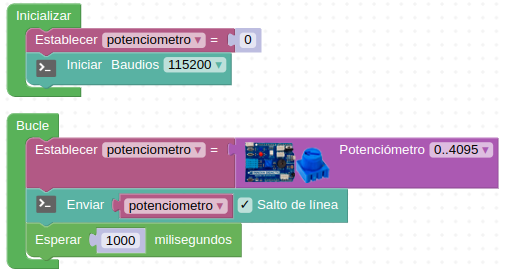 Inicializar
Establecer potenciometro = 0
Iniciar Baudios 115200
Bucle
Establecer potenciometro = Potenciómetro 0..4095
Enviar potenciometro Salto de línea
Esperar 1000 milisegundos